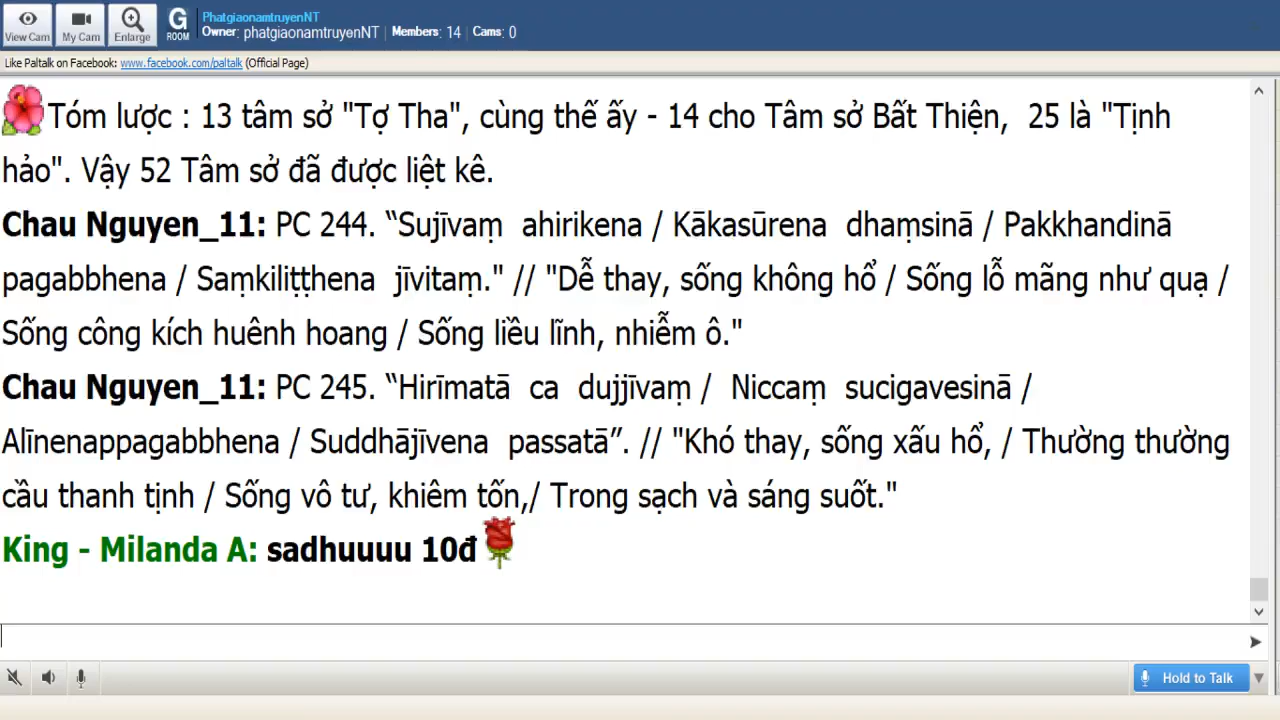 View Cam
My Cam
Enlarge
G
ROOM
PhatgiaonamtruyenNT
Owner: phatgiaonamtruyenNT | Members: 14 | Cams: 0
Like Paltalk on Facebook: www.facebook.com/paltalk (Official Page)
Tóm lược : 13 tâm sở "Tợ Tha", cùng thế ấy - 14 cho Tâm sở Bất Thiện, 25 là "Tịnh
hảo". Vậy 52 Tâm sở đã được liệt kê.
Chau Nguyen_11: PC 244. “Sujīvaṃ ahirikena / Kākasūrena dhaṃsinā / Pakkhandinā
pagabbhena / Saṃkiliṭṭhena jīvitaṃ." // "Dễ thay, sống không hổ / Sống lỗ mãng như quạ /
Sống công kích huênh hoang / Sống liều lĩnh, nhiễm ô."
Chau Nguyen_11: PC 245. “Hirīmatā ca dujjīvaṃ / Niccaṃ sucigavesinā /
Alīnenappagabbhena / Suddhājīvena passatā”. // "Khó thay, sống xấu hổ, / Thường thường
cầu thanh tịnh / Sống vô tư, khiêm tốn,/ Trong sạch và sáng suốt."
King - Milanda A: sadhuuuu 10đ
Hold to Talk